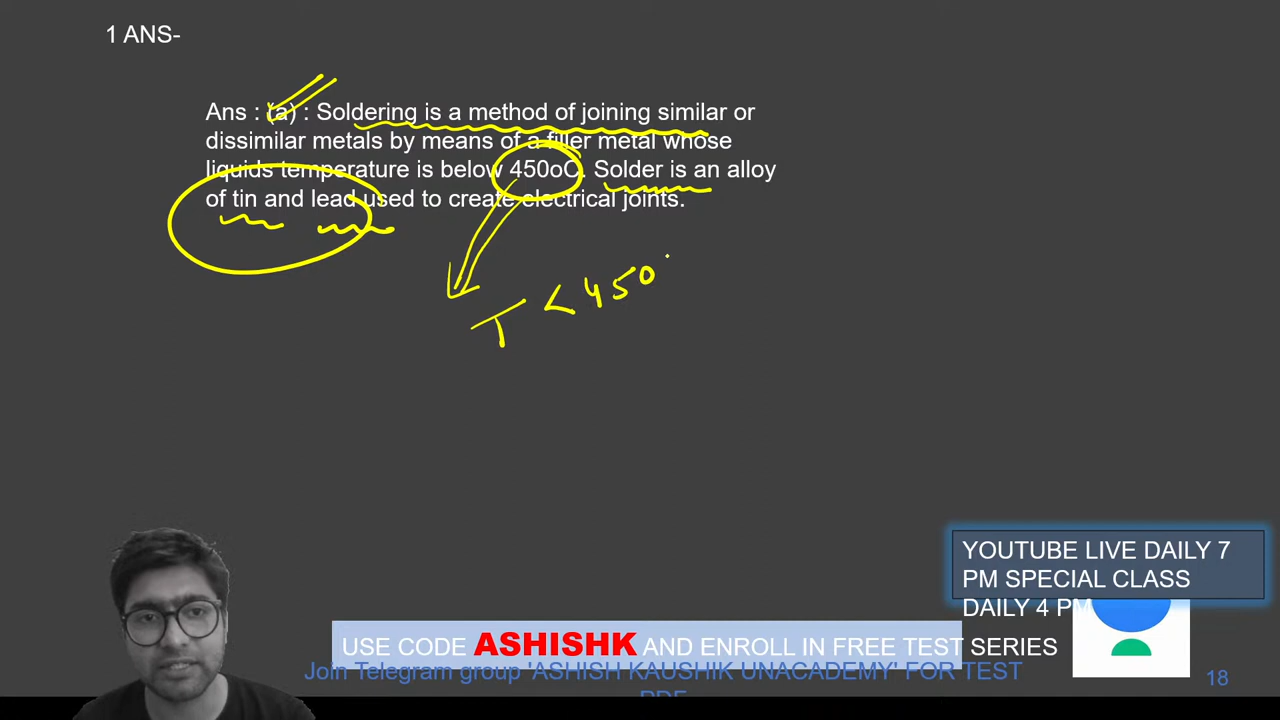 1 ANS-
Ans : (a) : Soldering is a method of joining similar or
dissimilar metals by means of a filler metal whose
liquids temperature is below 450oC. Solder is an alloy
of tin and lead used to create electrical joints.
T < 450°
YOUTUBE LIVE DAILY 7
PM SPECIAL CLASS
DAILY 4 PM
USE CODE ASHISHK AND ENROLL IN FREE TEST SERIES
Join Telegram group 'ASHISH KAUSHIK UNACADEMY' FOR TEST
PDF
18